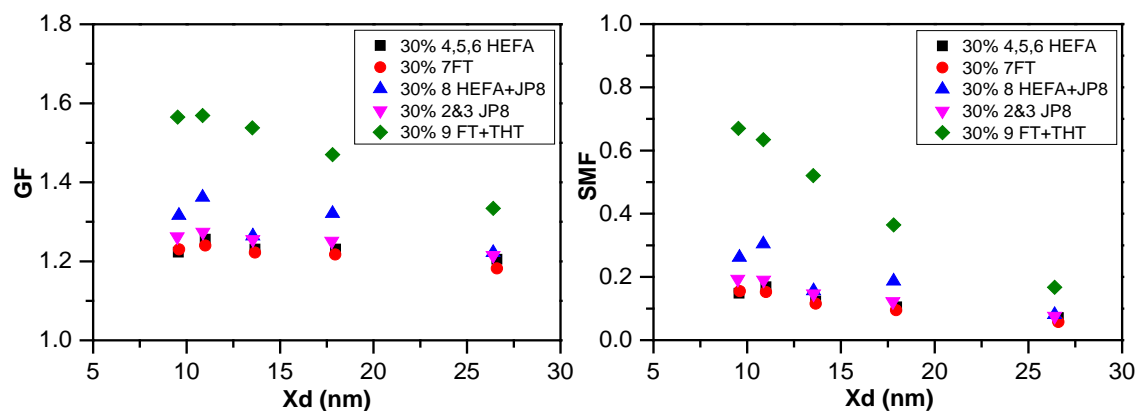 1.8
1.6
1.4
1.2
1.0
GF
5 10 15 20 25 30
Xd (nm)
30% 4,5,6 HEFA
30% 7FT
30% 8 HEFA+JP8
30% 2&3 JP8
30% 9 FT+THT
1.0
0.8
0.6
0.4
0.2
0.0
SMF
5 10 15 20 25 30
Xd (nm)
30% 4,5,6 HEFA
30% 7FT
30% 8 HEFA+JP8
30% 2&3 JP8
30% 9 FT+THT